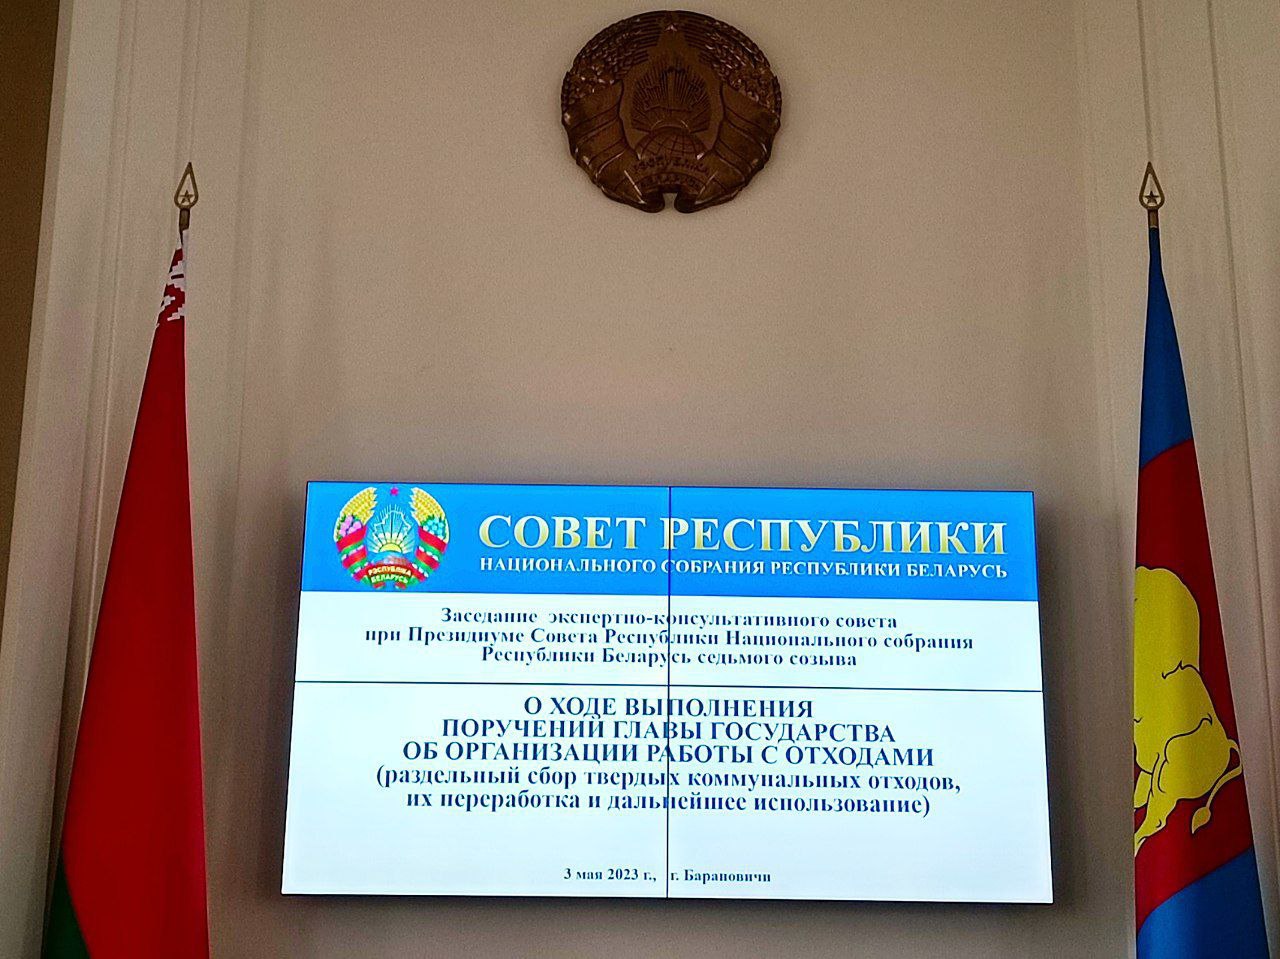 СОВЕТ РЕСПУБЛИКИ
НАЦИОНАЛЬНОГО СОБРАНИЯ РЕСПУБЛИКИ БЕЛАРУСЬ
РЭСПУБЛІКА
БЕЛАРУСЬ
Заседание экспертно-консультативного совета
при Президиуме Совета Республики Национального собрания
Республики Беларусь седьмого созыва
О ХОДЕ ВЫПОЛНЕНИЯ
ПОРУЧЕНИЙ ГЛАВЫ ГОСУДАРСТВА
ОБ ОРГАНИЗАЦИИ РАБОТЫ С ОТХОДАМИ
(раздельный сбор твердых коммунальных отходов,
их переработка и дальнейшее использование)
3 мая 2023 г., г. Барановичи